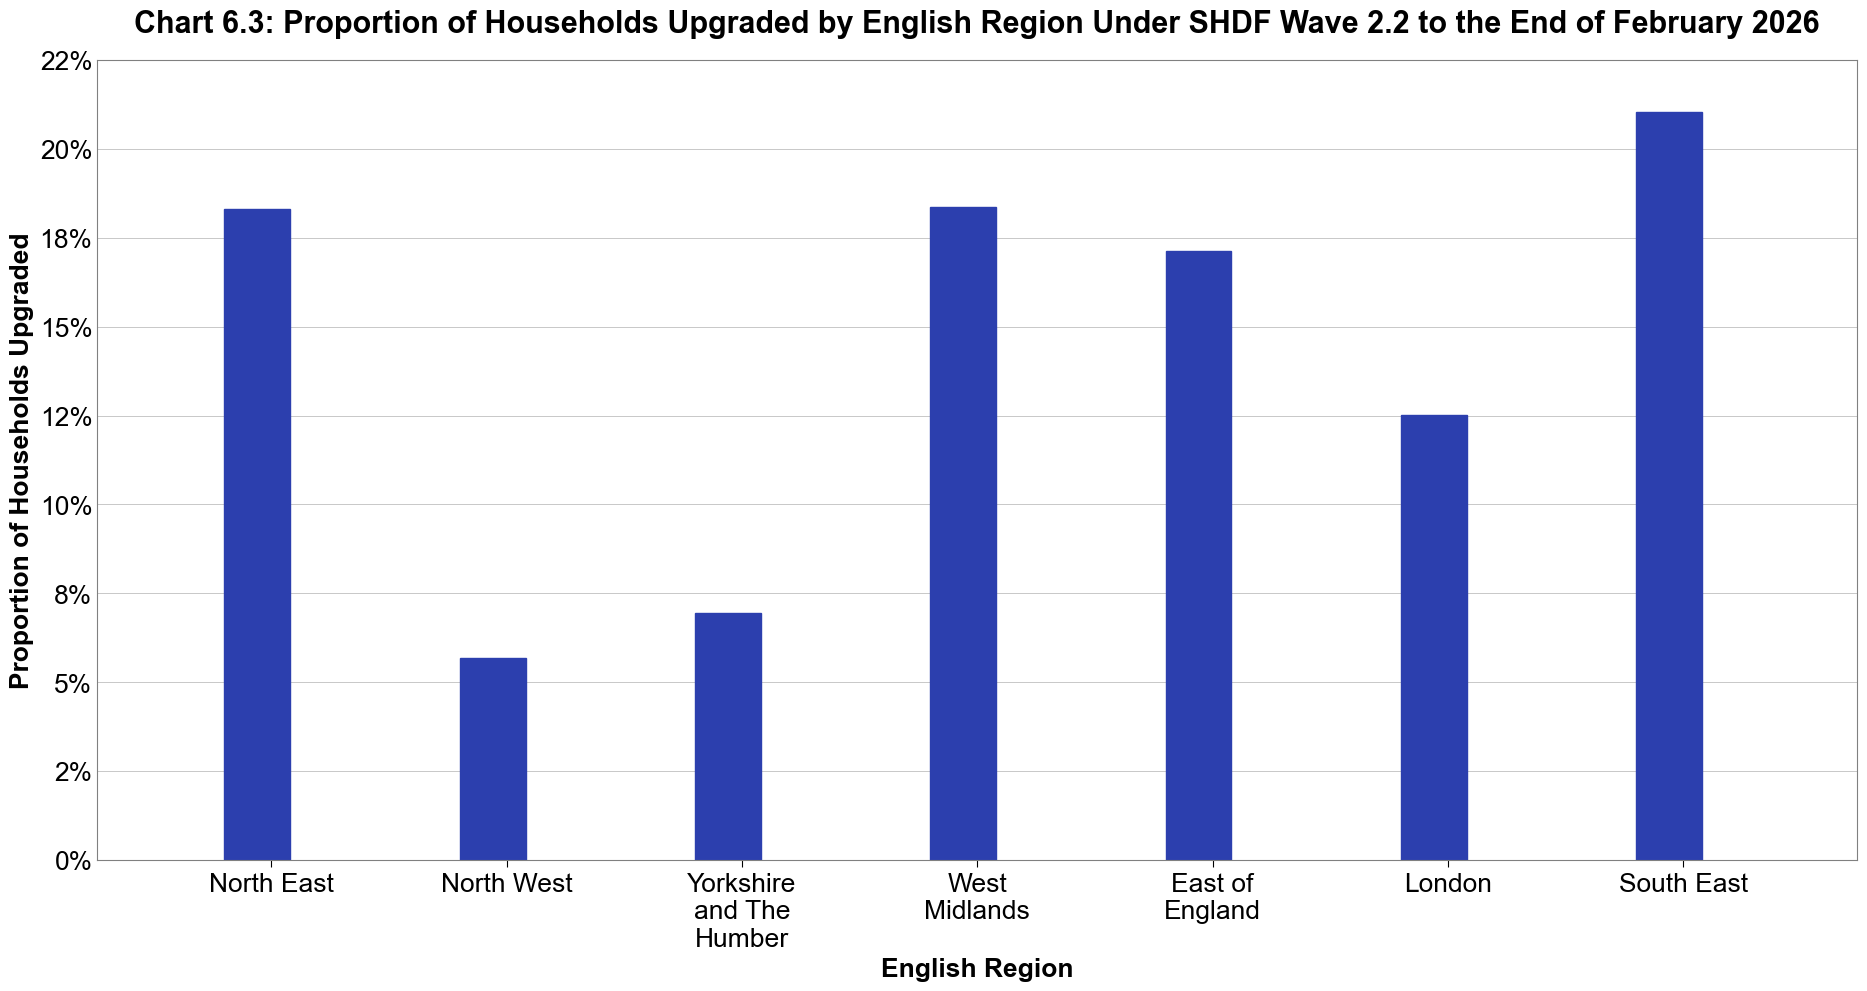 Chart 6.3: Proportion of Households Upgraded by English Region Under SHDF Wave 2.2 to the End of February 2026
Proportion of Households Upgraded
22%
20%
18%
15%
12%
10%
8%
5%
2%
0%
North East
North West
Yorkshire
and The
Humber
West
Midlands
East of
England
London
South East
English Region